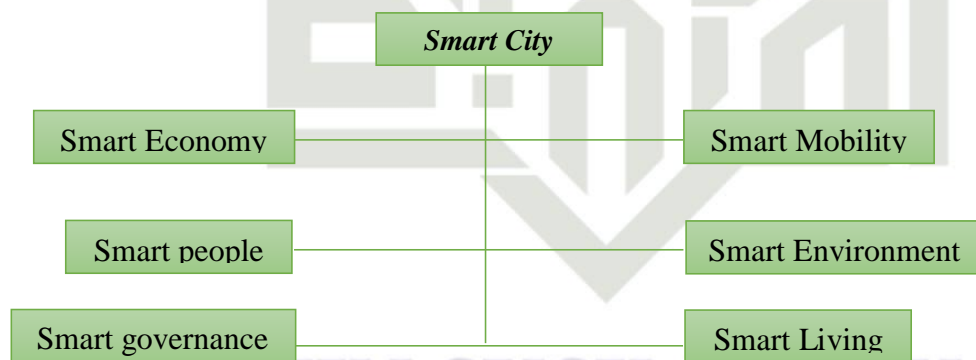 Smart City
Smart Economy
Smart Mobility
Smart people
Smart Environment
Smart governance
Smart Living